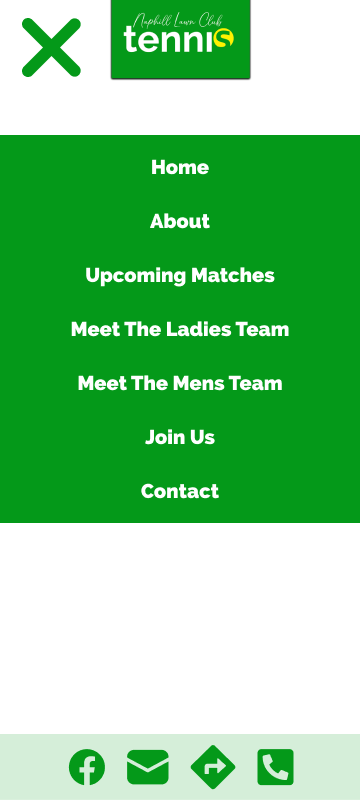 Naphill Lawn Club
tennis
Home
About
Upcoming Matches
Meet The Ladies Team
Meet The Mens Team
Join Us
Contact